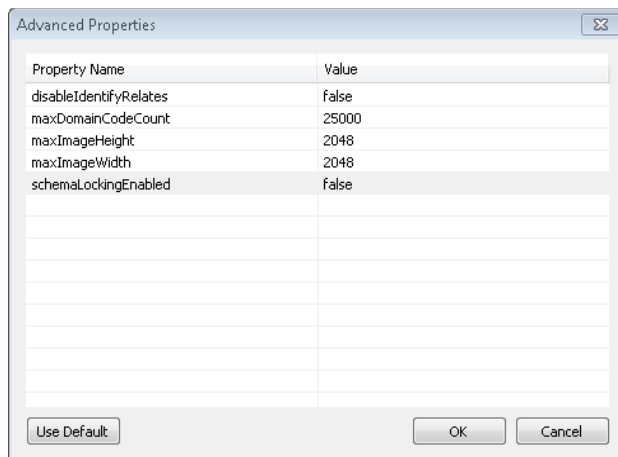 Advanced Properties
Property Name Value
disableIdentifyRelates false
maxDomainCodeCount 25000
maxImageHeight 2048
maxImageWidth 2048
schemaLockingEnabled false
Use Default OK Cancel